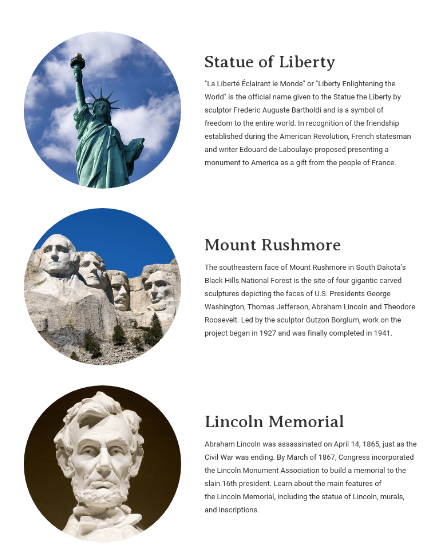 Statue of Liberty
"La Liberté Éclairant le Monde" or "Liberty Enlightening the
World" is the official name given to the Statue the Liberty by
sculptor Frederic Auguste Bartholdi and is a symbol of
freedom to the entire world. In recognition of the friendship
established during the American Revolution, French statesman
and writer Edouard de Laboulaye proposed presenting a
monument to America as a gift from the people of France.
Mount Rushmore
The southeastern face of Mount Rushmore in South Dakota's
Black Hills National Forest is the site of four gigantic carved
sculptures depicting the faces of U.S. Presidents George
Washington, Thomas Jefferson, Abraham Lincoln and Theodore
Roosevelt. Led by the sculptor Gutzon Borglum, work on the
project began in 1927 and was finally completed in 1941.
Lincoln Memorial
Abraham Lincoln was assassinated on April 14, 1865, just as the
Civil War was ending. By March of 1867, Congress incorporated
the Lincoln Monument Association to build a memorial to the
slain 16th president. Learn about the main features of
the Lincoln Memorial, including the statue of Lincoln, murals,
and inscriptions.